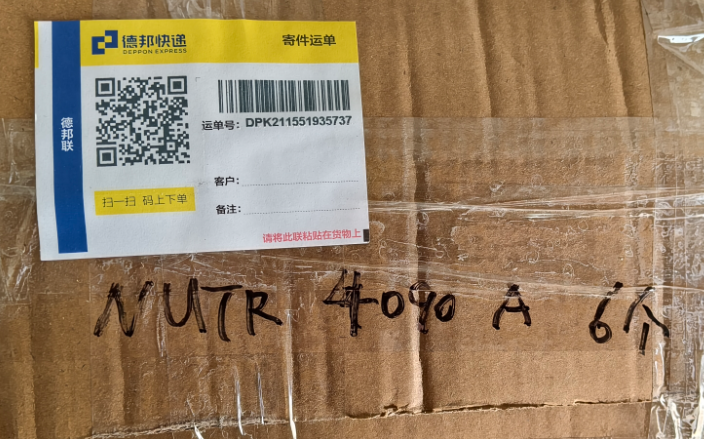 德邦快递
DEPPON EXPRESS
寄件运单
德邦联
运单号: DPK211551935737
客户:
扫一扫 码上下单
备注:
请将此联粘贴在货物上
NUTR 4090 A 6个